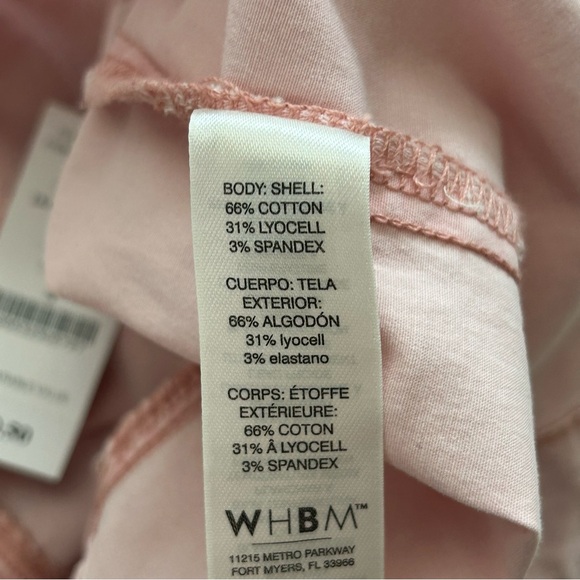 BODY: SHELL:
66% COTTON
31% LYOCELL
3% SPANDEX
CUERPO: TELA
EXTERIOR:
66% ALGODÓN
31% lyocell
3% elastano
CORPS: ÉTOFFE
EXTÉRIEURE:
66% COTON
31% Â LYOCELL
3% SPANDEX
WHBM™
11215 METRO PARKWAY
FORT MYERS, FL 33966